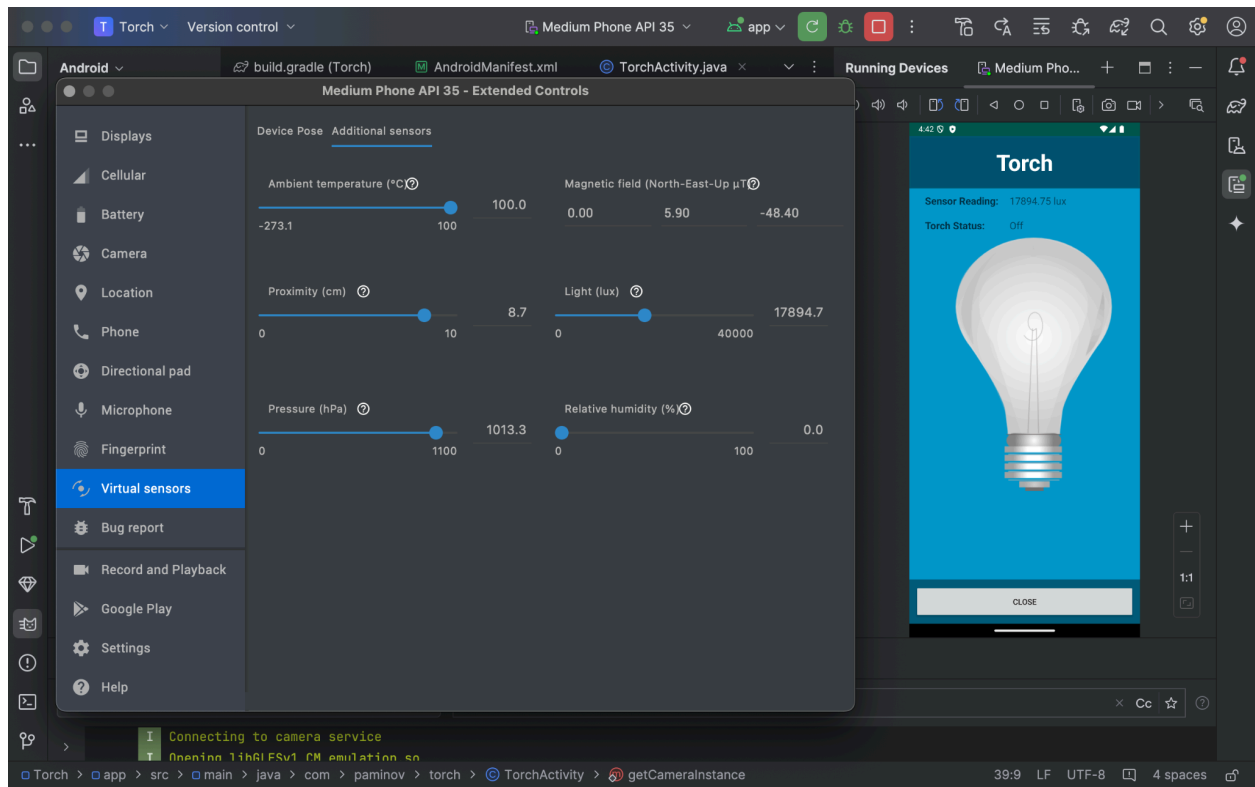 T Torch Version control Medium Phone API 35 app
Android build.gradle (Torch) AndroidManifest.xml TorchActivity.java Running Devices Medium Pho...
Medium Phone API 35 - Extended Controls
Displays
Cellular
Battery
Camera
Location
Phone
Directional pad
Microphone
Fingerprint
Virtual sensors
Bug report
Record and Playback
Google Play
Settings
Help
Device Pose Additional sensors
Ambient temperature (°C)
100.0
-273.1 100
Magnetic field (North-East-Up µT)
0.00 5.90 -48.40
Proximity (cm)
8.7
0 10
Light (lux)
17894.7
0 40000
Pressure (hPa)
1013.3
0 1100
Relative humidity (%)
0.0
0 100
4:42
Torch
Sensor Reading: 17894.75 lux
Torch Status: Off
CLOSE
1:1
Cc
I Connecting to camera service
I Opening libGLESv1_CM_emulation.so
Torch > app > src > main > java > com > paminov > torch > TorchActivity > getCameraInstance 39:9 LF UTF-8 4 spaces